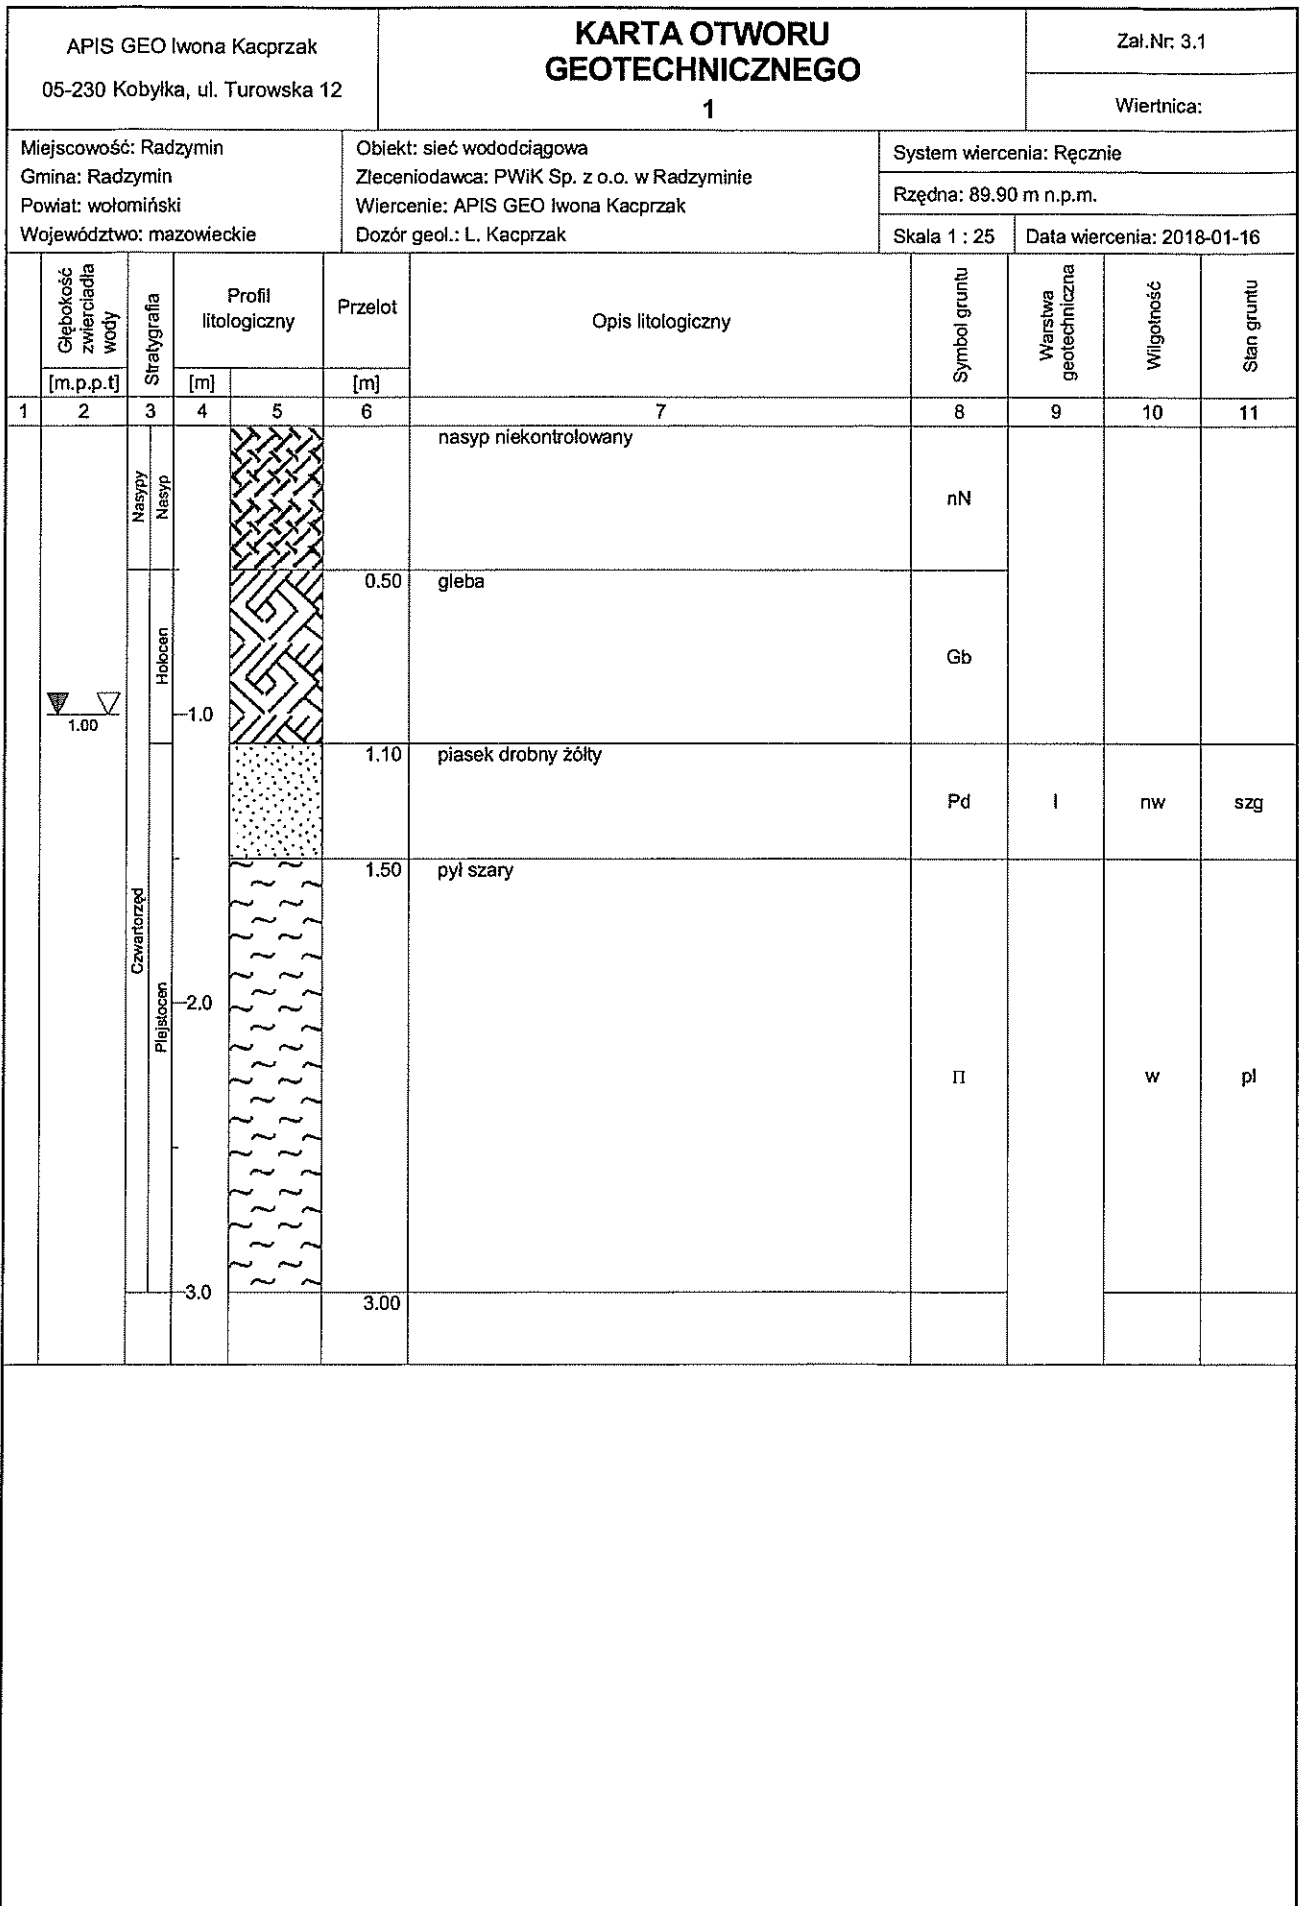 APIS GEO Iwona Kacprzak
05-230 Kobyłka, ul. Turowska 12
KARTA OTWORU
GEOTECHNICZNEGO
1
Zał.Nr: 3.1
Wiertnica:
Miejscowość: Radzymin
Gmina: Radzymin
Powiat: wołomiński
Województwo: mazowieckie
Obiekt: sieć wododciągowa
Zleceniodawca: PWiK Sp. z o.o. w Radzyminie
Wiercenie: APIS GEO Iwona Kacprzak
Dozór geol.: L. Kacprzak
System wiercenia: Ręcznie
Rzędna: 89.90 m n.p.m.
Skala 1 : 25
Data wiercenia: 2018-01-16
Głębokość
zwierciadła
wody
[m.p.p.t]
Stratygrafia
Profil
litologiczny
[m]
Przelot
[m]
Opis litologiczny
Symbol gruntu
Warstwa
geotechniczna
Wilgotność
Stan gruntu
1 2 3 4 5 6 7 8 9 10 11
Nasypy
Nasyp
nasyp niekontrolowany
nN
0.50 gleba
Holocen
Gb
1.00
1.0
1.10 piasek drobny żółty
Pd I nw szg
1.50 pył szary
Czwartorzęd
Plejstocen
2.0
Π w pl
3.0
3.00